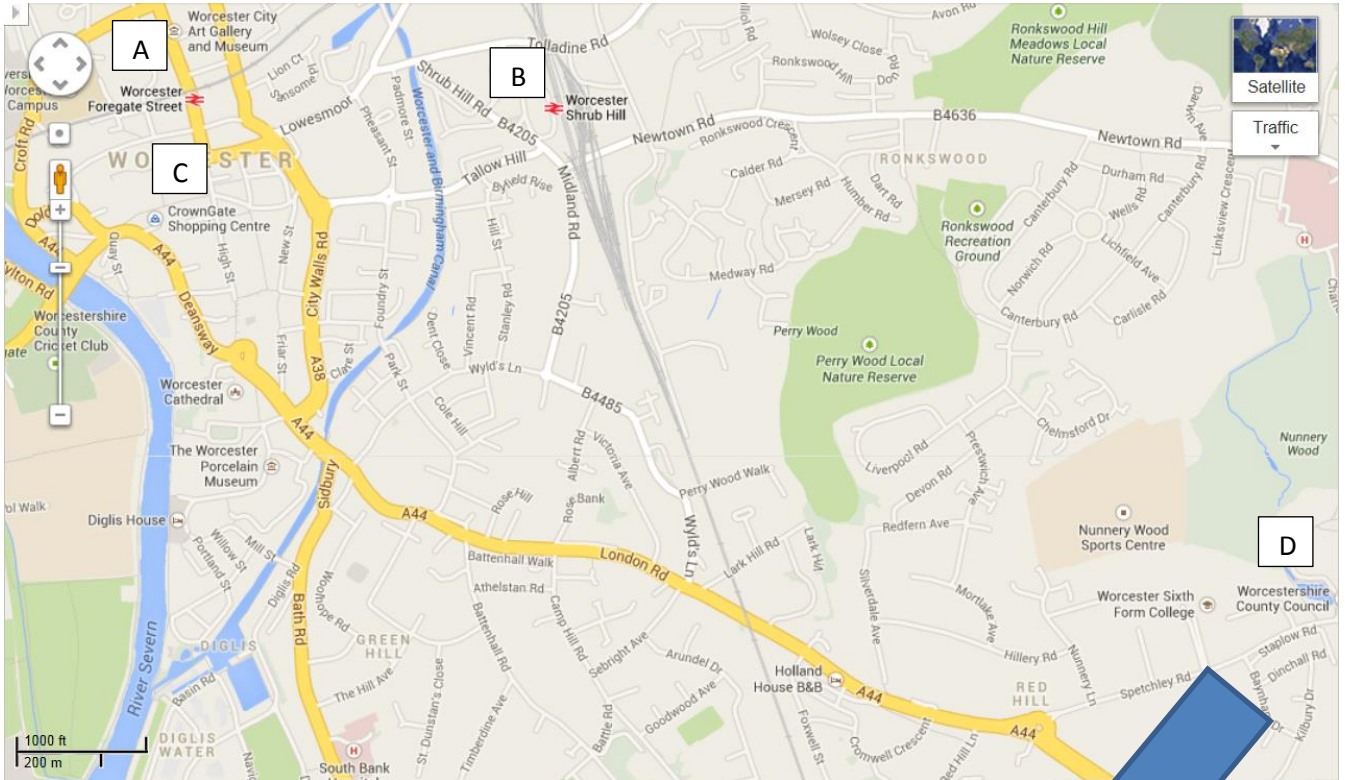 A
Worcester City
Art Gallery
and Museum
Worcester
Foregate Street
Campus
Croft Rd
WORCESTER
C
CrownGate
Shopping Centre
Lion Ct
Lowesmoor
Pheasant St
Padmore St
Shrub Hill Rd
B4205
B
Tolladine Rd
Worcester
Shrub Hill
Newtown Rd
Tallow Hill
Byfield Rise
Midland Rd
Worcester and Birmingham Canal
Wolsey Close
Avon Rd
Ronkswood Hill
Ronkswood Hill
Meadows Local
Nature Reserve
Satellite
Traffic
Ronkswood Crescent
B4636
Newtown Rd
RONKSWOOD
Calder Rd
Mersey Rd
Humber Rd
Dart Rd
Medway Rd
Ronkswood
Recreation
Ground
Canterbury Rd
Durham Rd
Wells Rd
Canterbury Rd
Linksview Crescent
Norwich Rd
Lichfield Ave
Carlisle Rd
Canterbury Rd
H
A44
Quay St
A44
High St
New St
City Walls Rd
Foundry St
Hill St
Stanley Rd
Vincent Rd
Dent Close
B4205
Deansway
Worcestershire
County
Cricket Club
Friar St
A38
Clare St
Park St
Wyld's Ln
B4485
Cole Hill
Worcester
Cathedral
A44
The Worcester
Porcelain
Museum
Sidbury
Diglis House
Perry Wood
Perry Wood Local
Nature Reserve
Albert Rd
Victoria Ave
Rose Hill
Rose Bank
Perry Wood Walk
Wyld's Ln
Lark Hill Rd
Lark Hill
Liverpool Rd
Devon Rd
Prestwich Ave
Chelmsford Dr
Redfern Ave
Nunnery Wood
Sports Centre
Nunnery
Wood
D
Worcestershire
County Council
Worcester Sixth
Form College
Willow St
Portland St
Mill St
Diglis Rd
A44
Battenhall Walk
London Rd
Athelstan Rd
Bath Rd
GREEN
HILL
DIGLIS
Basin Rd
River Severn
The Hill Ave
St. Dunstan's Close
Battenhall Rd
Timberdine Ave
Camp Hill Rd
Sebright Ave
Arundel Dr
Goodwood Ave
Battle Rd
Silverdale Ave
Mortlake Ave
Hillery Rd
Nunnery Ln
Spetchley Rd
Staplow Rd
Dinchall Rd
Kilbury Dr
Holland
House B&B
A44
Foxwell St
Cromwell Crescent
RED
HILL
A44
1000 ft
200 m
DIGLIS
WATER
H
South Bank